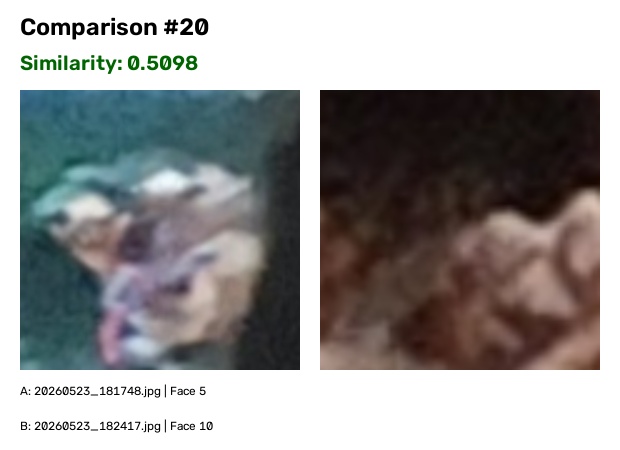 Comparison #20
Similarity: 0.5098
A: 20260523_181748.jpg | Face 5
B: 20260523_182417.jpg | Face 10